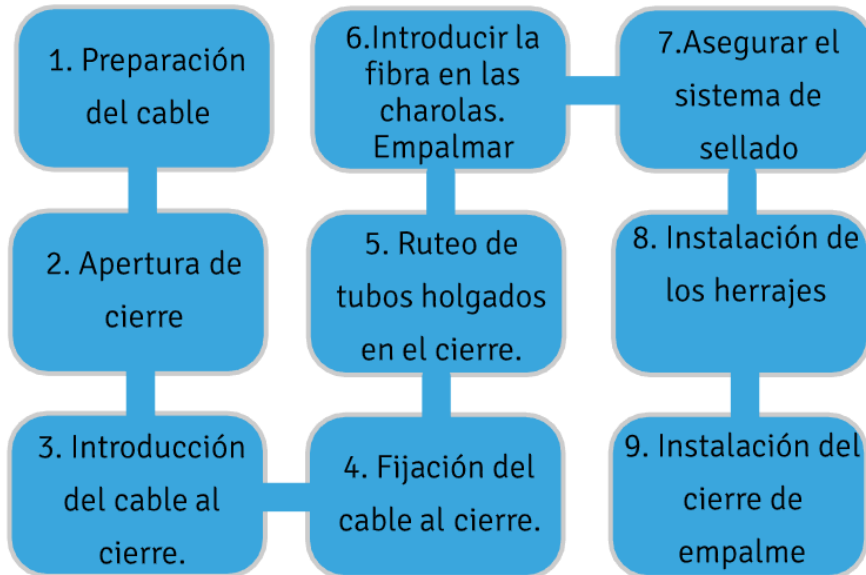 1. Preparación
del cable
2. Apertura de
cierre
3. Introducción
del cable al
cierre.
4. Fijación del
cable al cierre.
5. Ruteo de
tubos holgados
en el cierre.
6.Introducir la
fibra en las
charolas.
Empalmar
7.Asegurar el
sistema de
sellado
8. Instalación de
los herrajes
9. Instalación del
cierre de
empalme